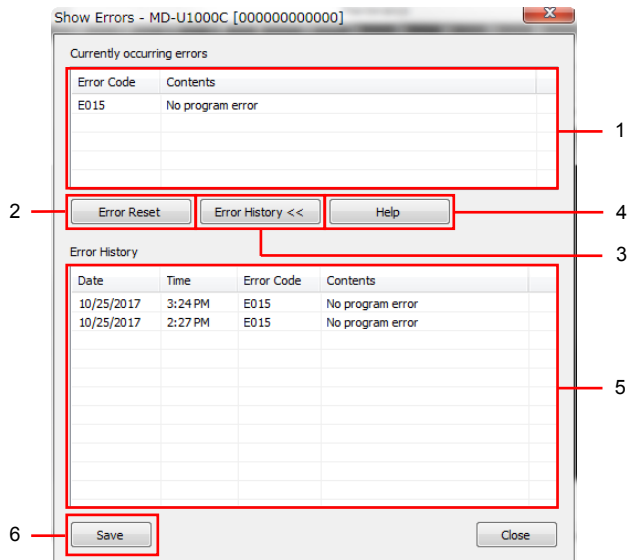 Show Errors - MD-U1000C [000000000000]
X
Currently occurring errors
Error Code Contents
E015 No program error
1
2 Error Reset Error History << Help 4
3
Error History
Date Time Error Code Contents
10/25/2017 3:24 PM E015 No program error
10/25/2017 2:27 PM E015 No program error
5
6 Save Close